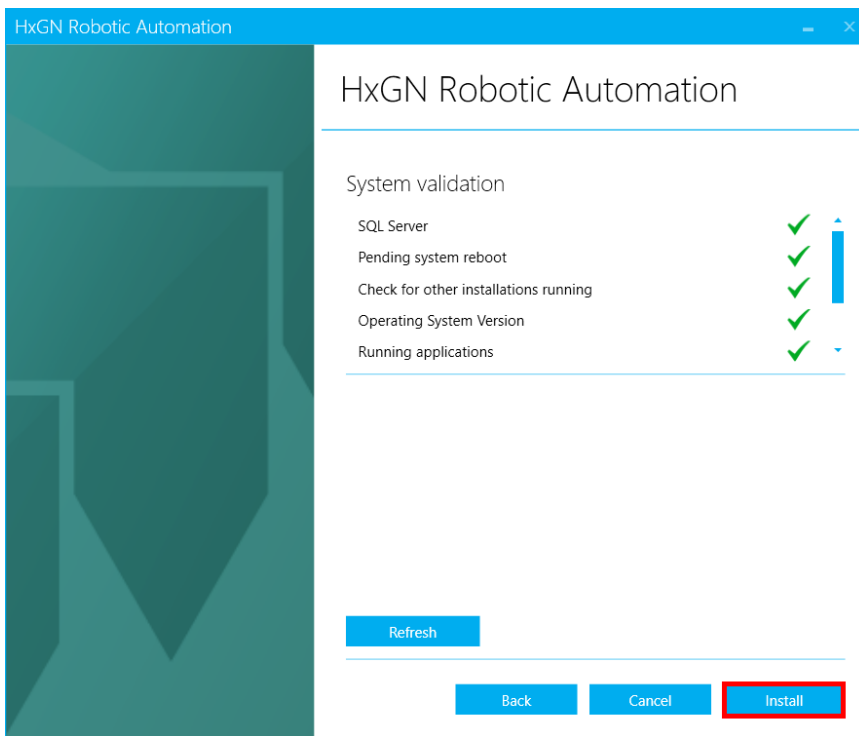 HxGN Robotic Automation
HxGN Robotic Automation
System validation
SQL Server
Pending system reboot
Check for other installations running
Operating System Version
Running applications
Refresh
Back Cancel Install